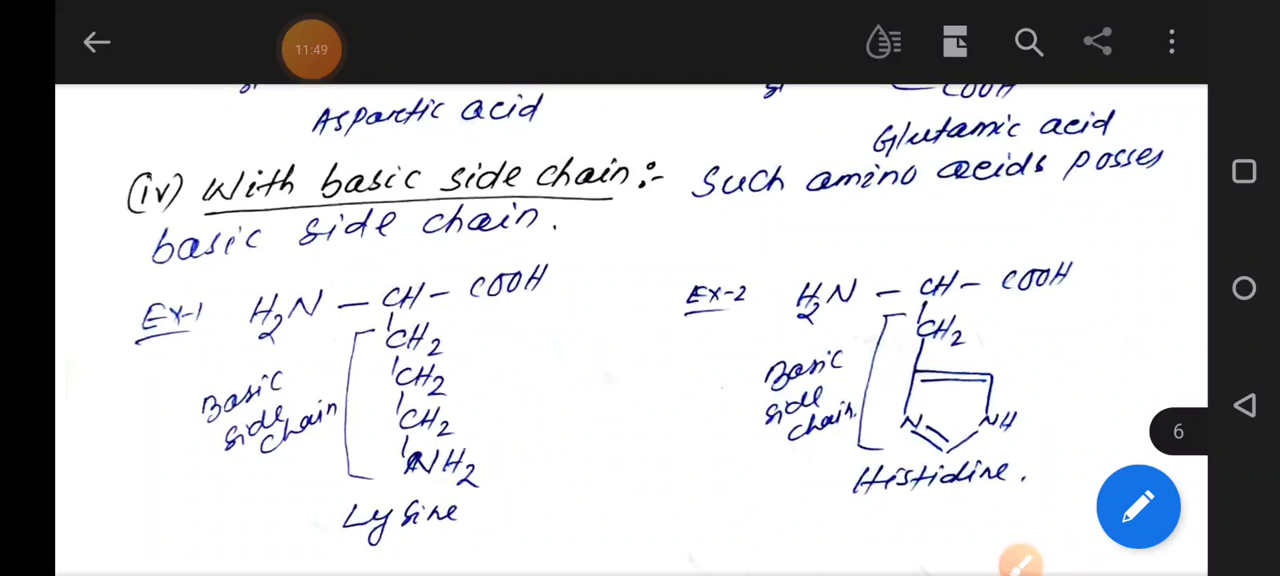 11:49
COOH
Aspartic acid
Glutamic acid
(iv) With basic side chain :- Such amino acids posses
basic side chain.
Ex-1 H2N - CH - COOH
CH2
CH2
CH2
NH2
Basic
side
chain
Lysine
Ex-2 H2N - CH - COOH
CH2
N
NH
Basic
side
chain.
Histidine.
6